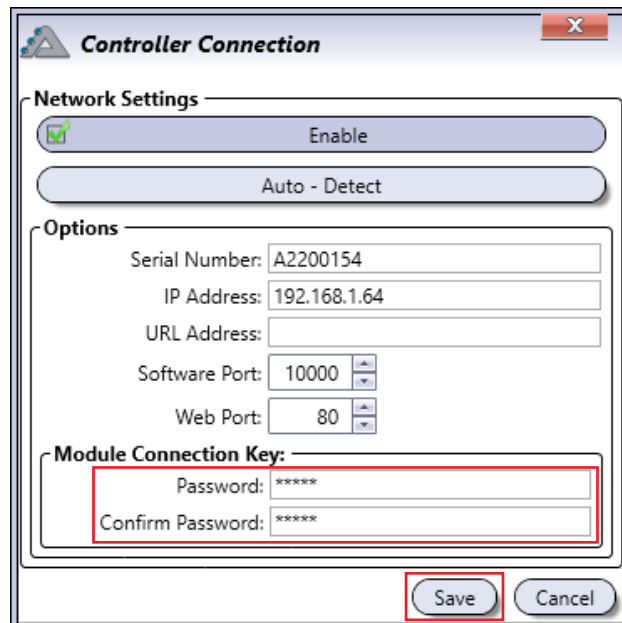 Controller Connection
X
Network Settings
Enable
Auto - Detect
Options
Serial Number: A2200154
IP Address: 192.168.1.64
URL Address:
Software Port: 10000
Web Port: 80
Module Connection Key:
Password: *****
Confirm Password: *****
Save Cancel